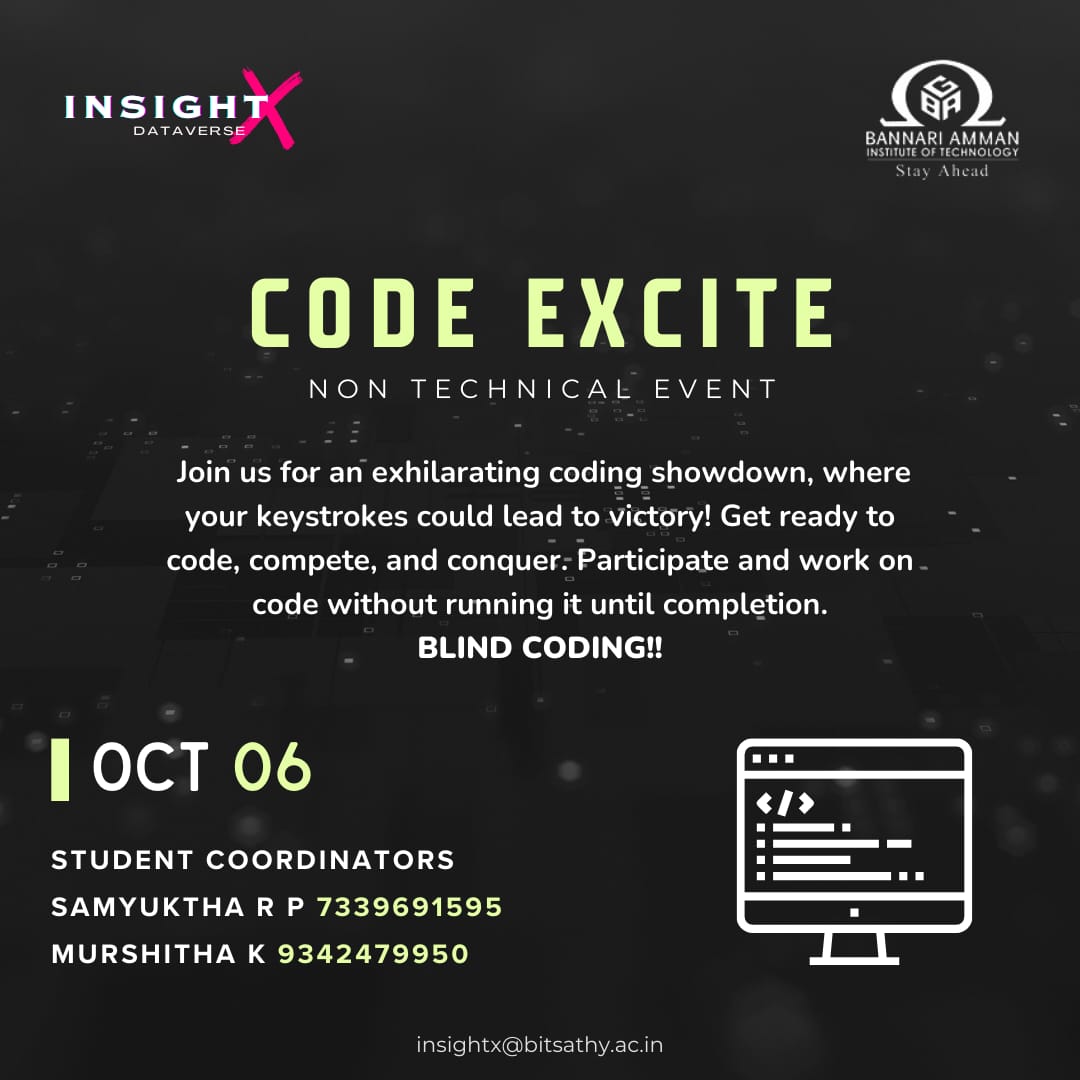 INSIGHTX
DATAVERSE
GBA
BANNARI AMMAN
INSTITUTE OF TECHNOLOGY
Stay Ahead
CODE EXCITE
NON TECHNICAL EVENT
Join us for an exhilarating coding showdown, where
your keystrokes could lead to victory! Get ready to
code, compete, and conquer. Participate and work on
code without running it until completion.
BLIND CODING!!
OCT 06
</>
STUDENT COORDINATORS
SAMYUKTHA R P 7339691595
MURSHITHA K 9342479950
insightx@bitsathy.ac.in